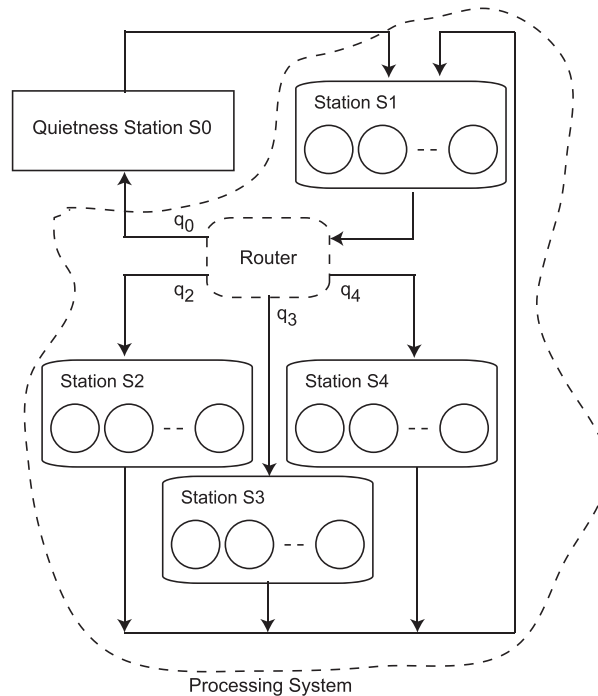 Station S1
Quietness Station S0
q0
Router
q2
q4
q3
Station S2
Station S4
Station S3
Processing System